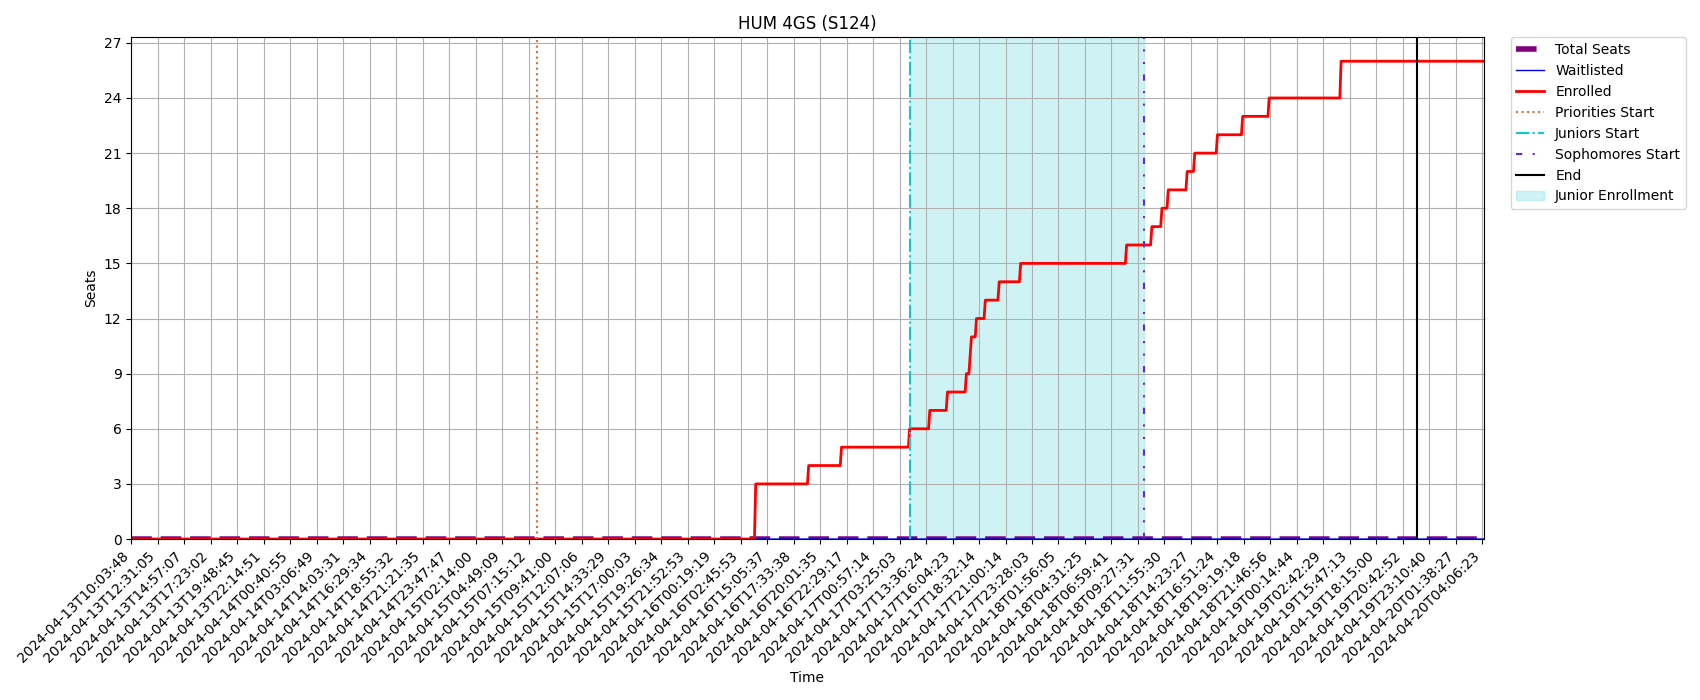 HUM 4GS (S124)
27
24
21
18
15
12
9
6
3
0
Seats
2024-04-13T10:03:48
2024-04-13T12:31:05
2024-04-13T14:57:07
2024-04-13T17:23:02
2024-04-13T19:48:45
2024-04-13T22:14:51
2024-04-14T00:40:55
2024-04-14T03:06:49
2024-04-14T14:03:31
2024-04-14T16:29:34
2024-04-14T18:55:32
2024-04-14T21:21:35
2024-04-14T23:47:47
2024-04-15T02:14:00
2024-04-15T04:49:09
2024-04-15T07:15:12
2024-04-15T09:41:00
2024-04-15T12:07:06
2024-04-15T14:33:29
2024-04-15T17:00:03
2024-04-15T19:26:34
2024-04-15T21:52:53
2024-04-16T00:19:19
2024-04-16T02:45:53
2024-04-16T15:05:37
2024-04-16T17:33:38
2024-04-16T20:01:35
2024-04-16T22:29:17
2024-04-17T00:57:14
2024-04-17T03:25:03
2024-04-17T13:36:24
2024-04-17T16:04:23
2024-04-17T18:32:14
2024-04-17T21:00:14
2024-04-17T23:28:03
2024-04-18T01:56:05
2024-04-18T04:31:25
2024-04-18T06:59:41
2024-04-18T09:27:31
2024-04-18T11:55:30
2024-04-18T14:23:27
2024-04-18T16:51:24
2024-04-18T19:19:18
2024-04-18T21:46:56
2024-04-19T00:14:44
2024-04-19T02:42:29
2024-04-19T15:47:13
2024-04-19T18:15:00
2024-04-19T20:42:52
2024-04-19T23:10:40
2024-04-20T01:38:27
2024-04-20T04:06:23
Time
Total Seats
Waitlisted
Enrolled
Priorities Start
Juniors Start
Sophomores Start
End
Junior Enrollment